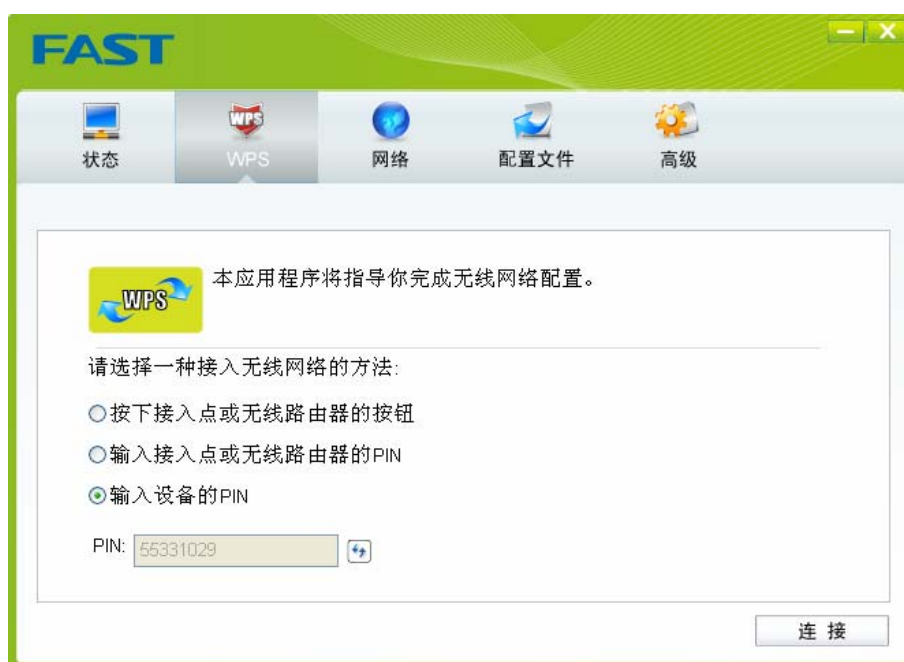 FAST
状态
WPS
WPS
网络
配置文件
高级
WPS
本应用程序将指导你完成无线网络配置。
请选择一种接入无线网络的方法:
按下接入点或无线路由器的按钮
输入接入点或无线路由器的PIN
输入设备的PIN
PIN: 55331029
连 接